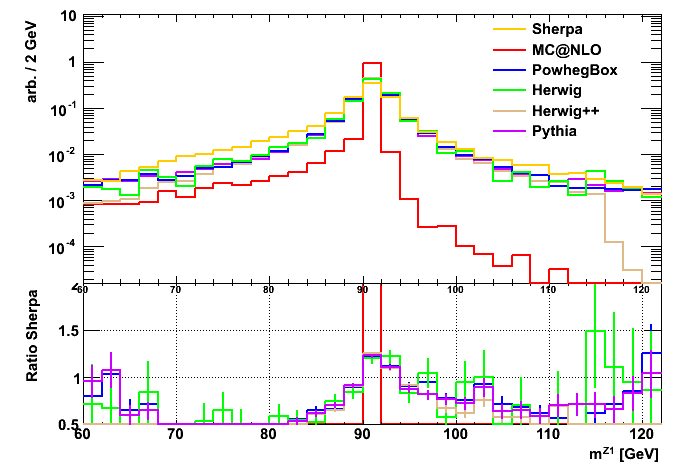 arb. / 2 GeV
10
1
10⁻¹
10⁻²
10⁻³
10⁻⁴
Sherpa
MC@NLO
PowhegBox
Herwig
Herwig++
Pythia
60 70 80 90 100 110 120
Ratio Sherpa
2
1.5
1
0.5
60 70 80 90 100 110 120
m^Z1 [GeV]